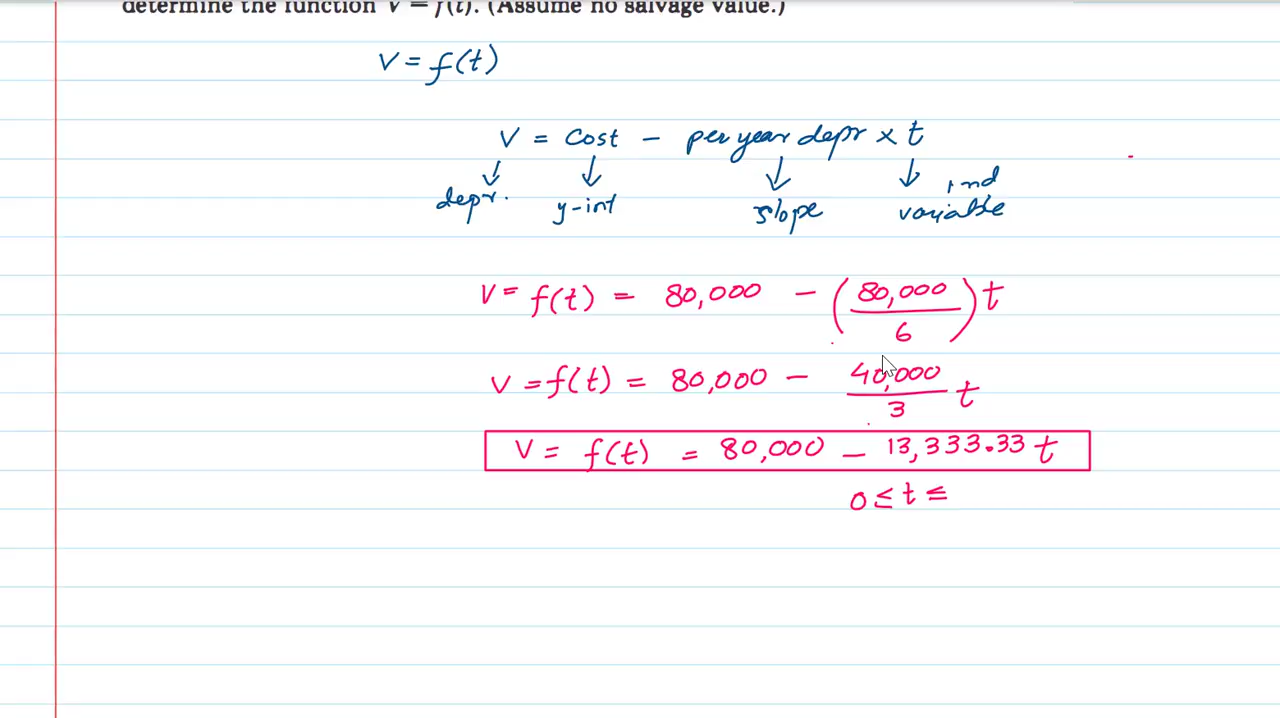 determine the function V = f(t). (Assume no salvage value.)
V = f(t)
V = Cost − per year depr × t
depr. y-int slope ind variable
V = f(t) = 80,000 − (80,000/6) t
V = f(t) = 80,000 − 40,000/3 t
V = f(t) = 80,000 − 13,333.33 t
0 ≤ t ≤